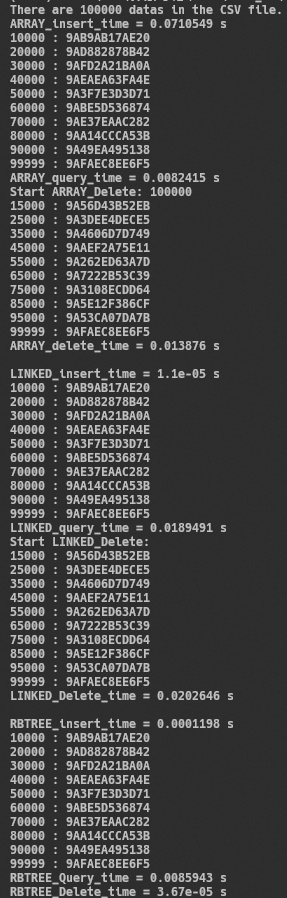 There are 100000 datas in the CSV file.
ARRAY_insert_time = 0.0710549 s
10000 : 9AB9AB17AE20
20000 : 9AD882878B42
30000 : 9AFD2A21BA0A
40000 : 9AEAEA63FA4E
50000 : 9A3F7E3D3D71
60000 : 9ABE5D536874
70000 : 9AE37EAAC282
80000 : 9AA14CCCA53B
90000 : 9A49EA495138
99999 : 9AFAEC8EE6F5
ARRAY_query_time = 0.0082415 s
Start ARRAY_Delete: 100000
15000 : 9A56D43B52EB
25000 : 9A3DEE4DECE5
35000 : 9A4606D7D749
45000 : 9AAEF2A75E11
55000 : 9A262ED63A7D
65000 : 9A7222B53C39
75000 : 9A3108ECDD64
85000 : 9A5E12F386CF
95000 : 9A53CA07DA7B
99999 : 9AFAEC8EE6F5
ARRAY_delete_time = 0.013876 s
LINKED_insert_time = 1.1e-05 s
10000 : 9AB9AB17AE20
20000 : 9AD882878B42
30000 : 9AFD2A21BA0A
40000 : 9AEAEA63FA4E
50000 : 9A3F7E3D3D71
60000 : 9ABE5D536874
70000 : 9AE37EAAC282
80000 : 9AA14CCCA53B
90000 : 9A49EA495138
99999 : 9AFAEC8EE6F5
LINKED_query_time = 0.0189491 s
Start LINKED_Delete:
15000 : 9A56D43B52EB
25000 : 9A3DEE4DECE5
35000 : 9A4606D7D749
45000 : 9AAEF2A75E11
55000 : 9A262ED63A7D
65000 : 9A7222B53C39
75000 : 9A3108ECDD64
85000 : 9A5E12F386CF
95000 : 9A53CA07DA7B
99999 : 9AFAEC8EE6F5
LINKED_Delete_time = 0.0202646 s
RBTREE_insert_time = 0.0001198 s
10000 : 9AB9AB17AE20
20000 : 9AD882878B42
30000 : 9AFD2A21BA0A
40000 : 9AEAEA63FA4E
50000 : 9A3F7E3D3D71
60000 : 9ABE5D536874
70000 : 9AE37EAAC282
80000 : 9AA14CCCA53B
90000 : 9A49EA495138
99999 : 9AFAEC8EE6F5
RBTREE_Query_time = 0.0085943 s
RBTREE_Delete_time = 3.67e-05 s